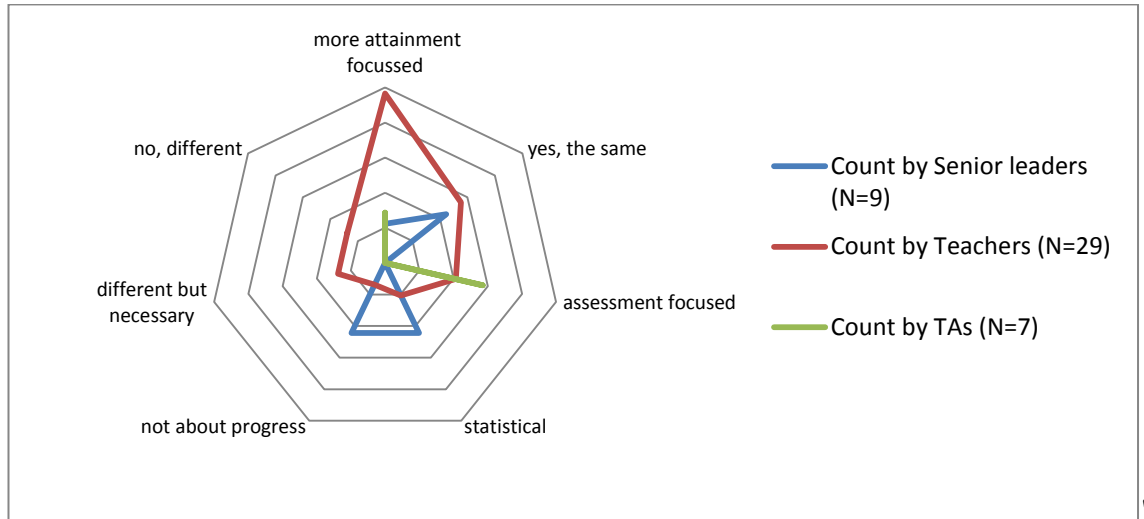 more attainment
focussed
no, different
yes, the same
different but
necessary
assessment focused
not about progress
statistical
Count by Senior leaders
(N=9)
Count by Teachers (N=29)
Count by TAs (N=7)